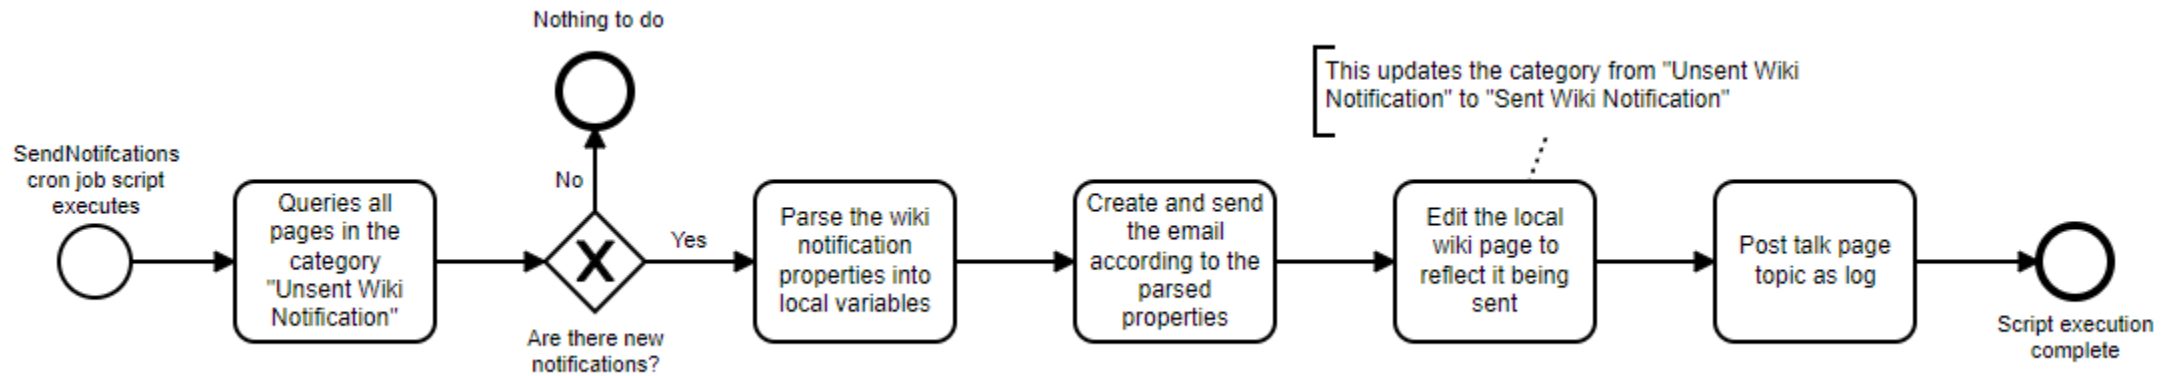 Nothing to do
This updates the category from "Unsent Wiki
Notification" to "Sent Wiki Notification"
SendNotifcations
cron job script
executes
Queries all
pages in the
category
"Unsent Wiki
Notification"
No
X
Yes
Are there new
notifications?
Parse the wiki
notification
properties into
local variables
Create and send
the email
according to the
parsed
properties
Edit the local
wiki page to
reflect it being
sent
Post talk page
topic as log
Script execution
complete